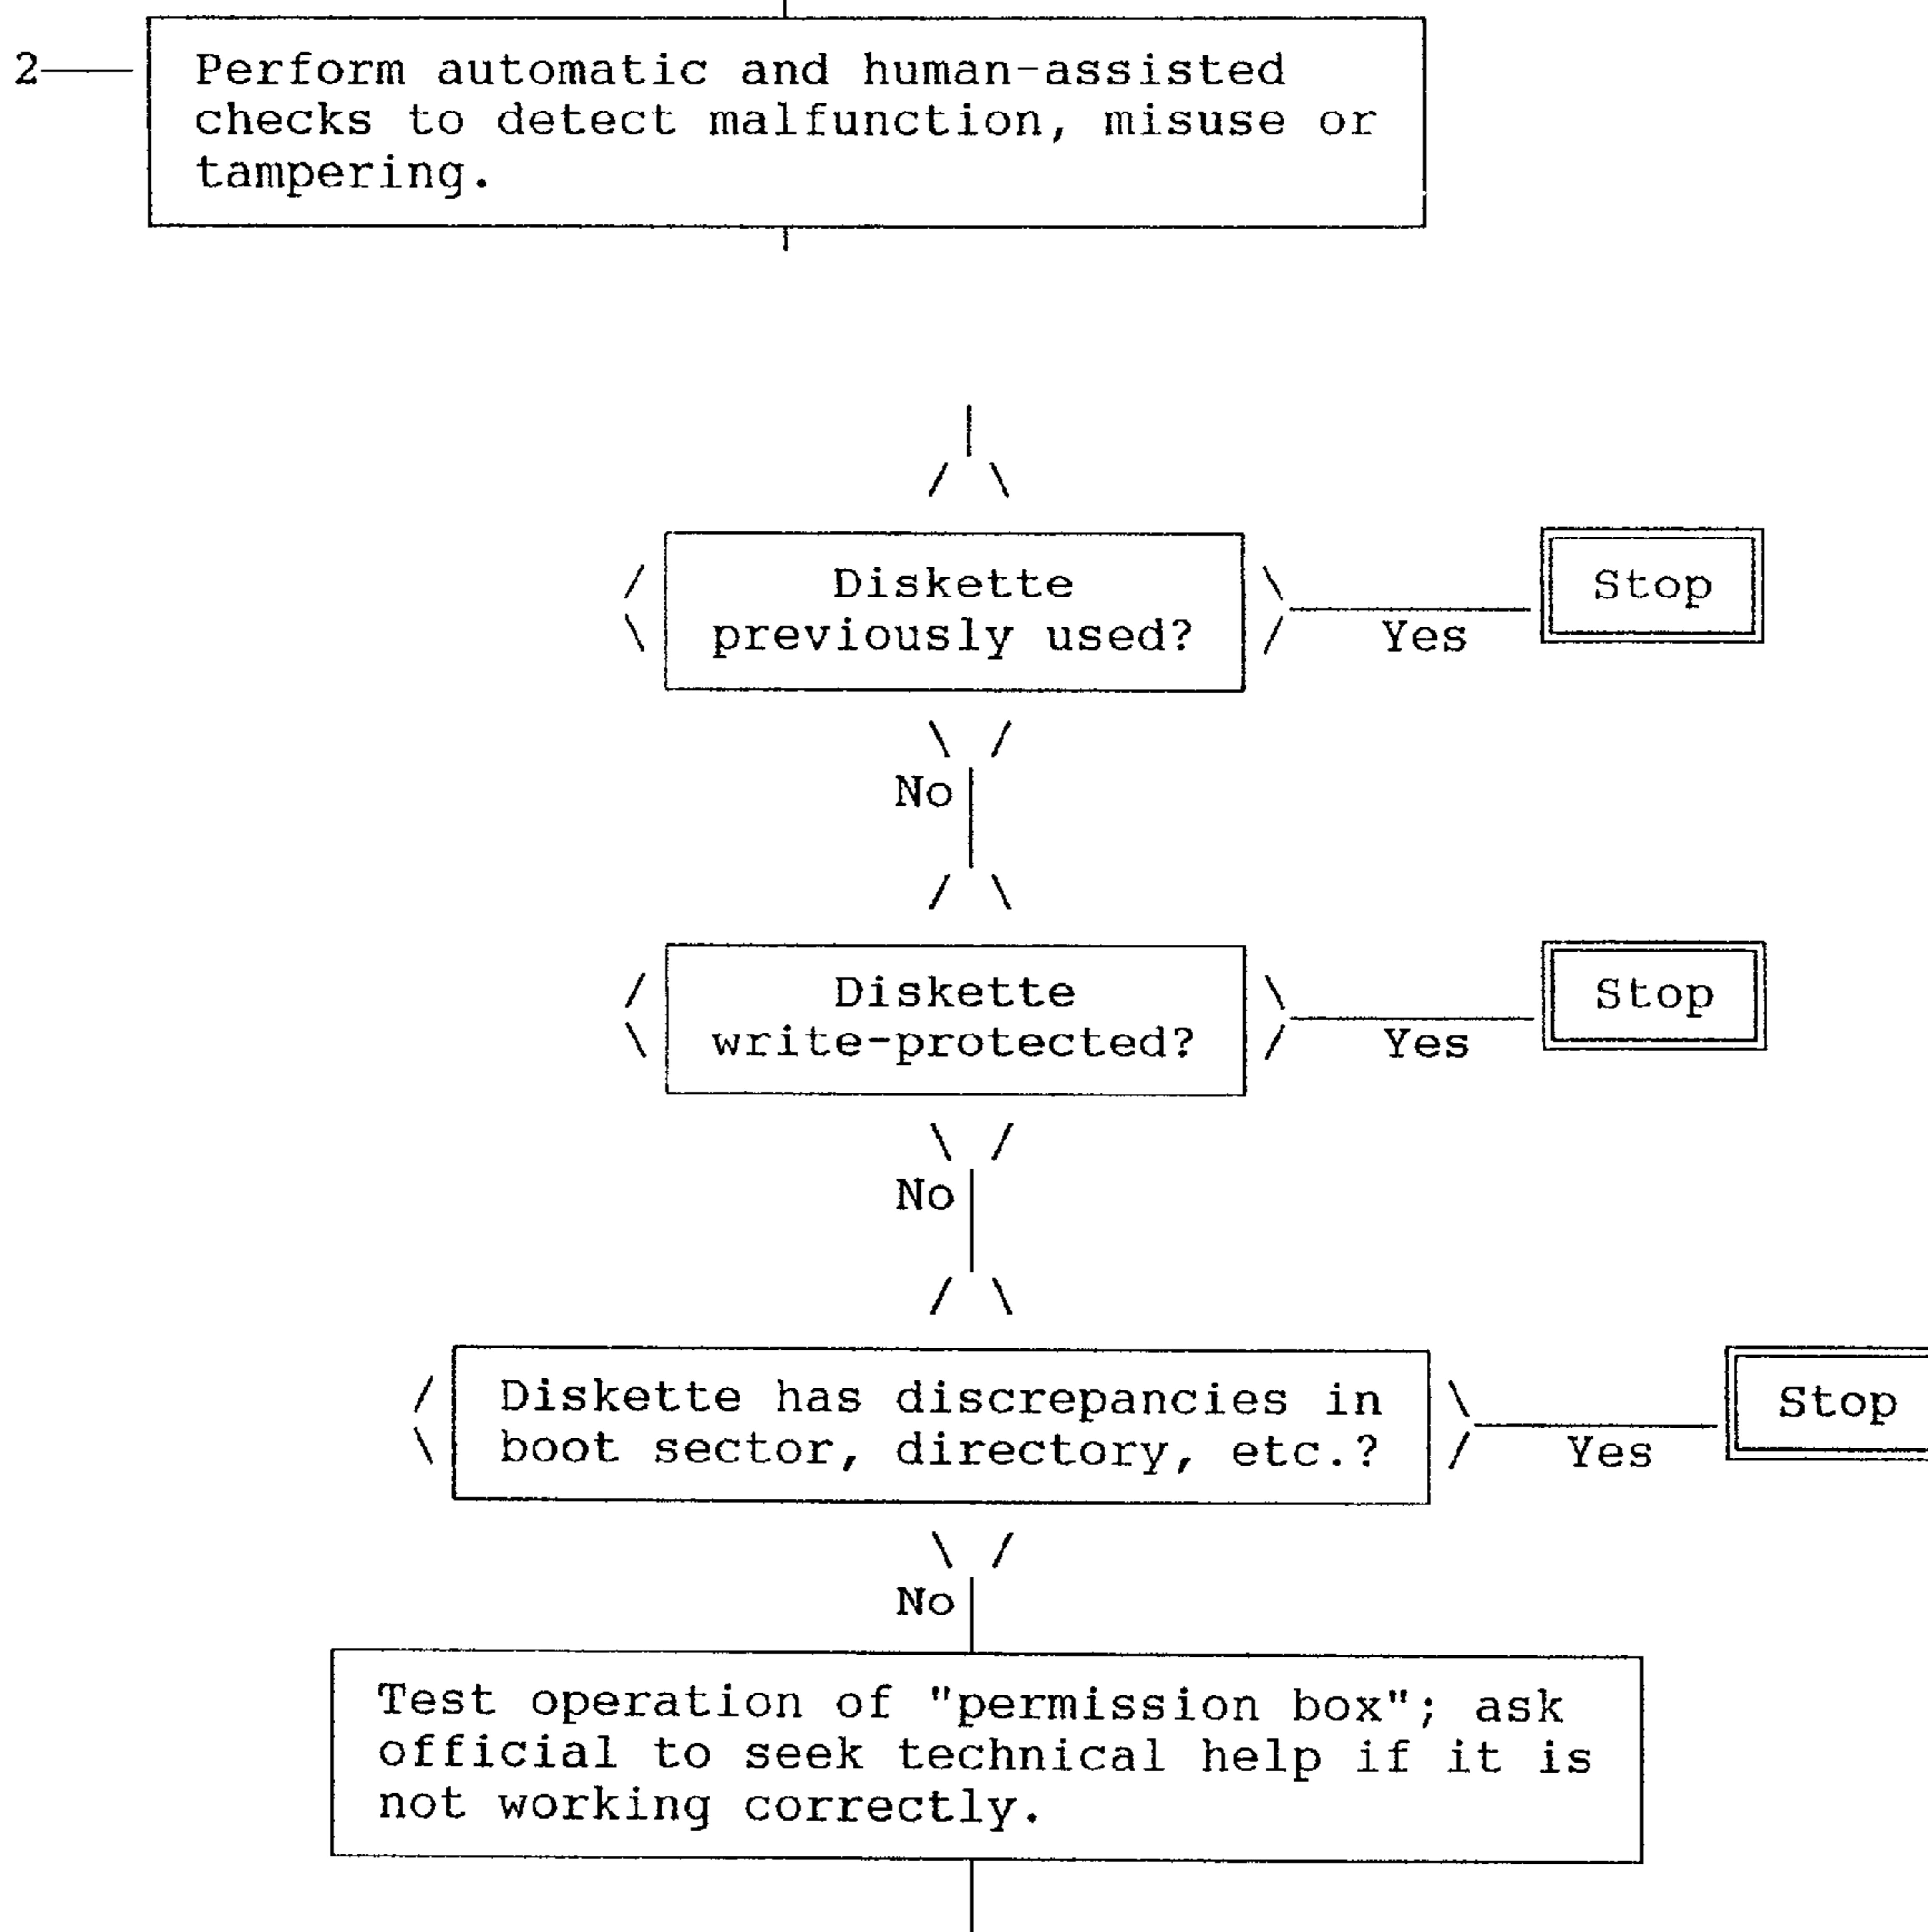 2
Perform automatic and human-assisted
checks to detect malfunction, misuse or
tampering.
Diskette
previously used?
Yes
Stop
No
Diskette
write-protected?
Yes
Stop
No
Diskette has discrepancies in
boot sector, directory, etc.?
Yes
Stop
No
Test operation of "permission box"; ask
official to seek technical help if it is
not working correctly.